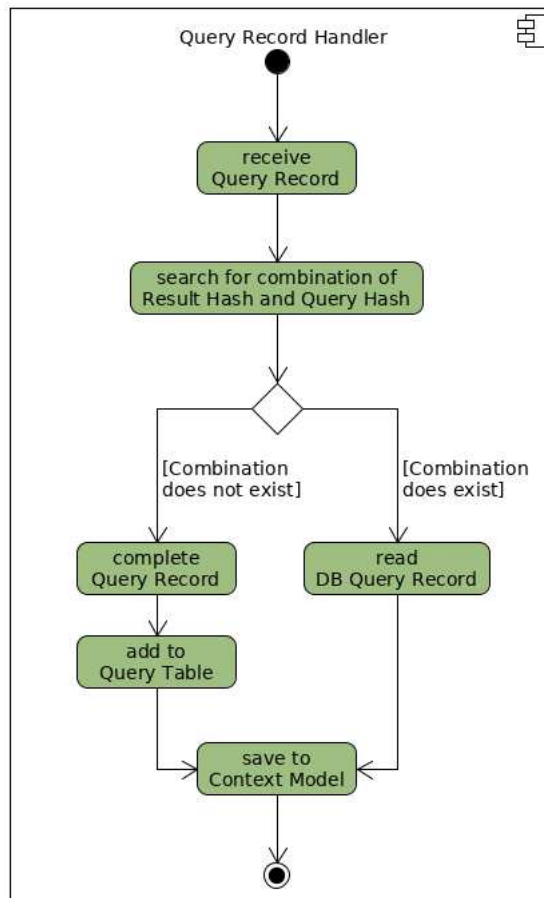 Query Record Handler
receive
Query Record
search for combination of
Result Hash and Query Hash
[Combination
does not exist]
[Combination
does exist]
complete
Query Record
read
DB Query Record
add to
Query Table
save to
Context Model